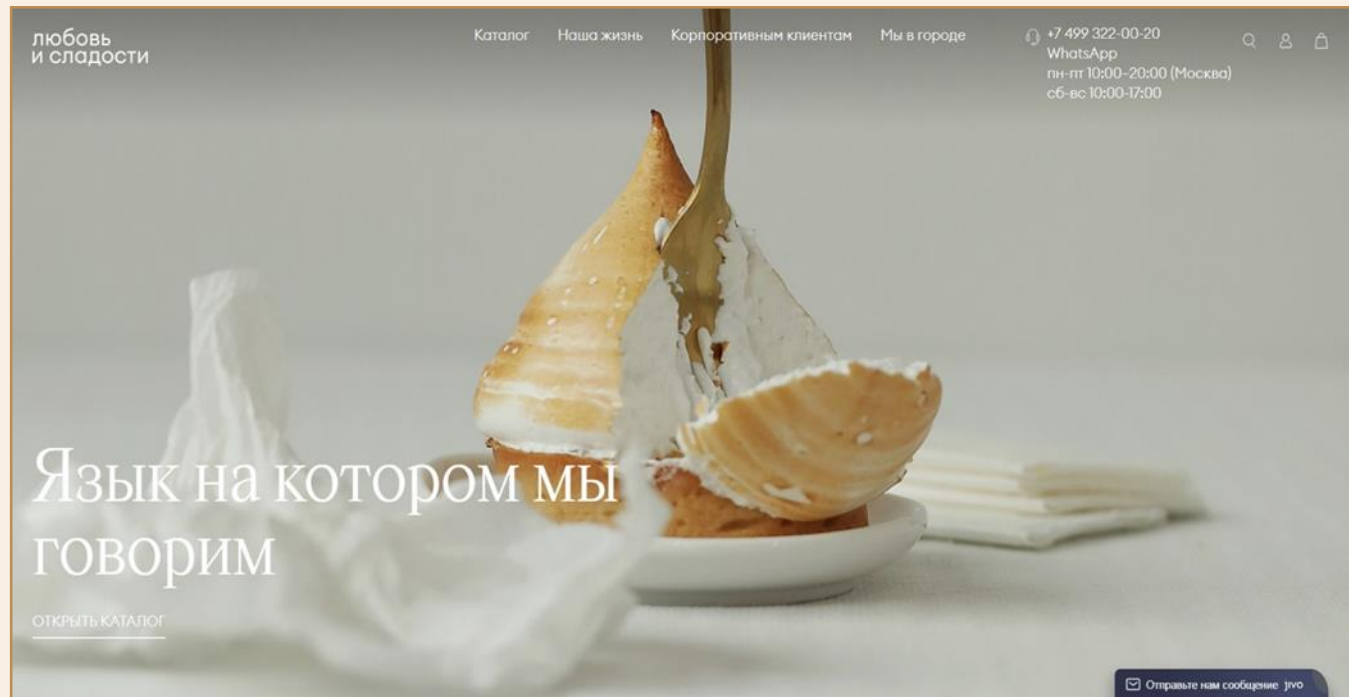 любовь
и сладости
Каталог
Наша жизнь
Корпоративным клиентам
Мы в городе
+7 499 322-00-20
WhatsApp
пн-пт 10:00-20:00 (Москва)
сб-вс 10:00-17:00
Язык на котором мы
говорим
ОТКРЫТЬ КАТАЛОГ
Отправьте нам сообщение jivo